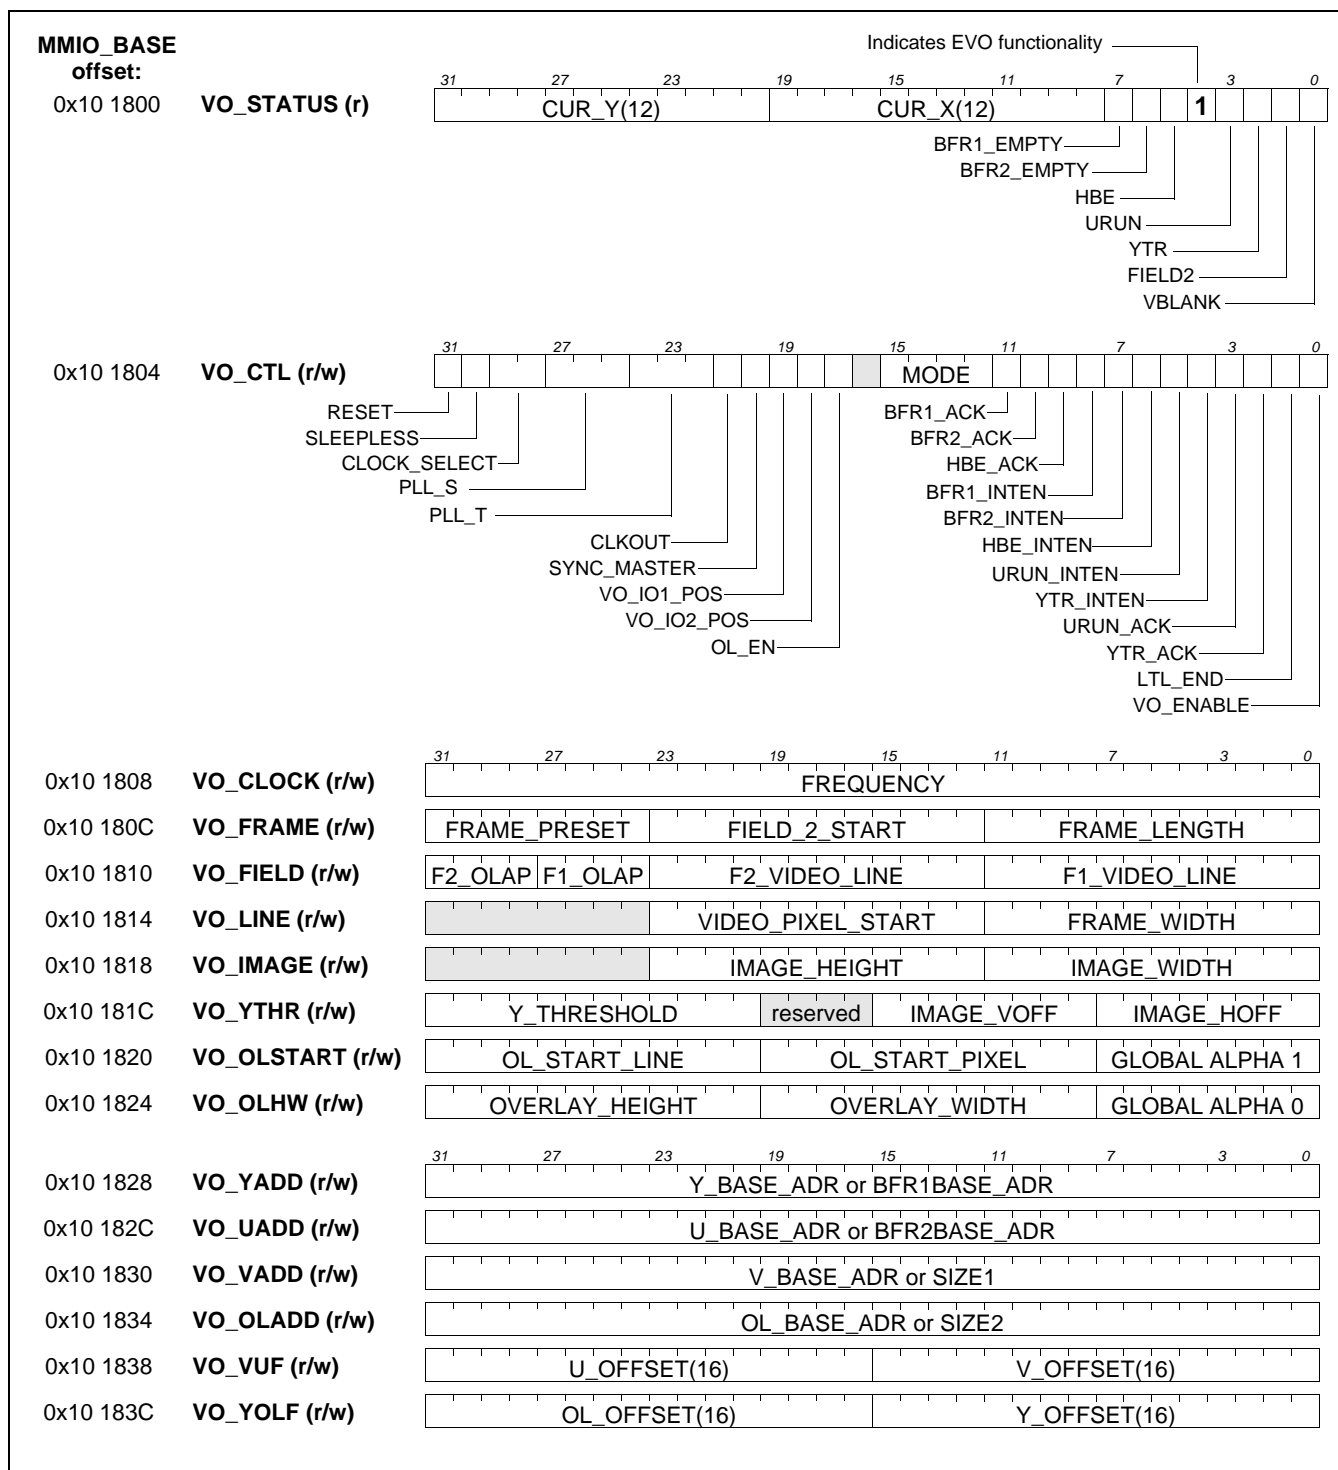 MMIO_BASE
offset:
Indicates EVO functionality
31 27 23 19 15 11 7 3 0
0x10 1800 VO_STATUS (r) CUR_Y(12) CUR_X(12) 1
BFR1_EMPTY
BFR2_EMPTY
HBE
URUN
YTR
FIELD2
VBLANK
31 27 23 19 15 11 7 3 0
0x10 1804 VO_CTL (r/w) MODE
RESET BFR1_ACK
SLEEPLESS BFR2_ACK
CLOCK_SELECT HBE_ACK
PLL_S BFR1_INTEN
PLL_T BFR2_INTEN
CLKOUT HBE_INTEN
SYNC_MASTER URUN_INTEN
VO_IO1_POS YTR_INTEN
VO_IO2_POS URUN_ACK
OL_EN YTR_ACK
LTL_END
VO_ENABLE
31 27 23 19 15 11 7 3 0
0x10 1808 VO_CLOCK (r/w) FREQUENCY
0x10 180C VO_FRAME (r/w) FRAME_PRESET FIELD_2_START FRAME_LENGTH
0x10 1810 VO_FIELD (r/w) F2_OLAP F1_OLAP F2_VIDEO_LINE F1_VIDEO_LINE
0x10 1814 VO_LINE (r/w) VIDEO_PIXEL_START FRAME_WIDTH
0x10 1818 VO_IMAGE (r/w) IMAGE_HEIGHT IMAGE_WIDTH
0x10 181C VO_YTHR (r/w) Y_THRESHOLD reserved IMAGE_VOFF IMAGE_HOFF
0x10 1820 VO_OLSTART (r/w) OL_START_LINE OL_START_PIXEL GLOBAL ALPHA 1
0x10 1824 VO_OLHW (r/w) OVERLAY_HEIGHT OVERLAY_WIDTH GLOBAL ALPHA 0
31 27 23 19 15 11 7 3 0
0x10 1828 VO_YADD (r/w) Y_BASE_ADR or BFR1BASE_ADR
0x10 182C VO_UADD (r/w) U_BASE_ADR or BFR2BASE_ADR
0x10 1830 VO_VADD (r/w) V_BASE_ADR or SIZE1
0x10 1834 VO_OLADD (r/w) OL_BASE_ADR or SIZE2
0x10 1838 VO_VUF (r/w) U_OFFSET(16) V_OFFSET(16)
0x10 183C VO_YOLF (r/w) OL_OFFSET(16) Y_OFFSET(16)